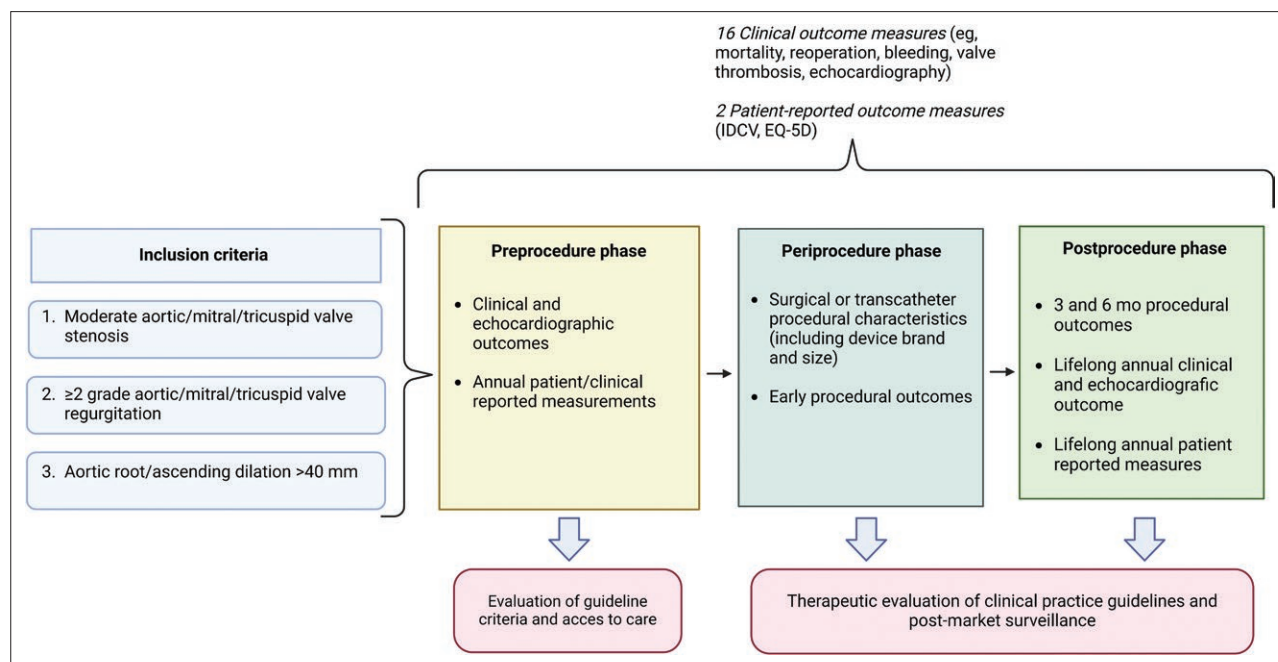 16 Clinical outcome measures (eg,
mortality, reoperation, bleeding, valve
thrombosis, echocardiography)
2 Patient-reported outcome measures
(IDCV, EQ-5D)
Inclusion criteria
1. Moderate aortic/mitral/tricuspid valve
stenosis
2. ≥2 grade aortic/mitral/tricuspid valve
regurgitation
3. Aortic root/ascending dilation >40 mm
Preprocedure phase
• Clinical and
echocardiographic
outcomes
• Annual patient/clinical
reported measurements
Periprocedure phase
• Surgical or transcatheter
procedural characteristics
(including device brand
and size)
• Early procedural outcomes
Postprocedure phase
• 3 and 6 mo procedural
outcomes
• Lifelong annual clinical
and echocardiografic
outcome
• Lifelong annual patient
reported measures
Evaluation of guideline
criteria and acces to care
Therapeutic evaluation of clinical practice guidelines and
post-market surveillance